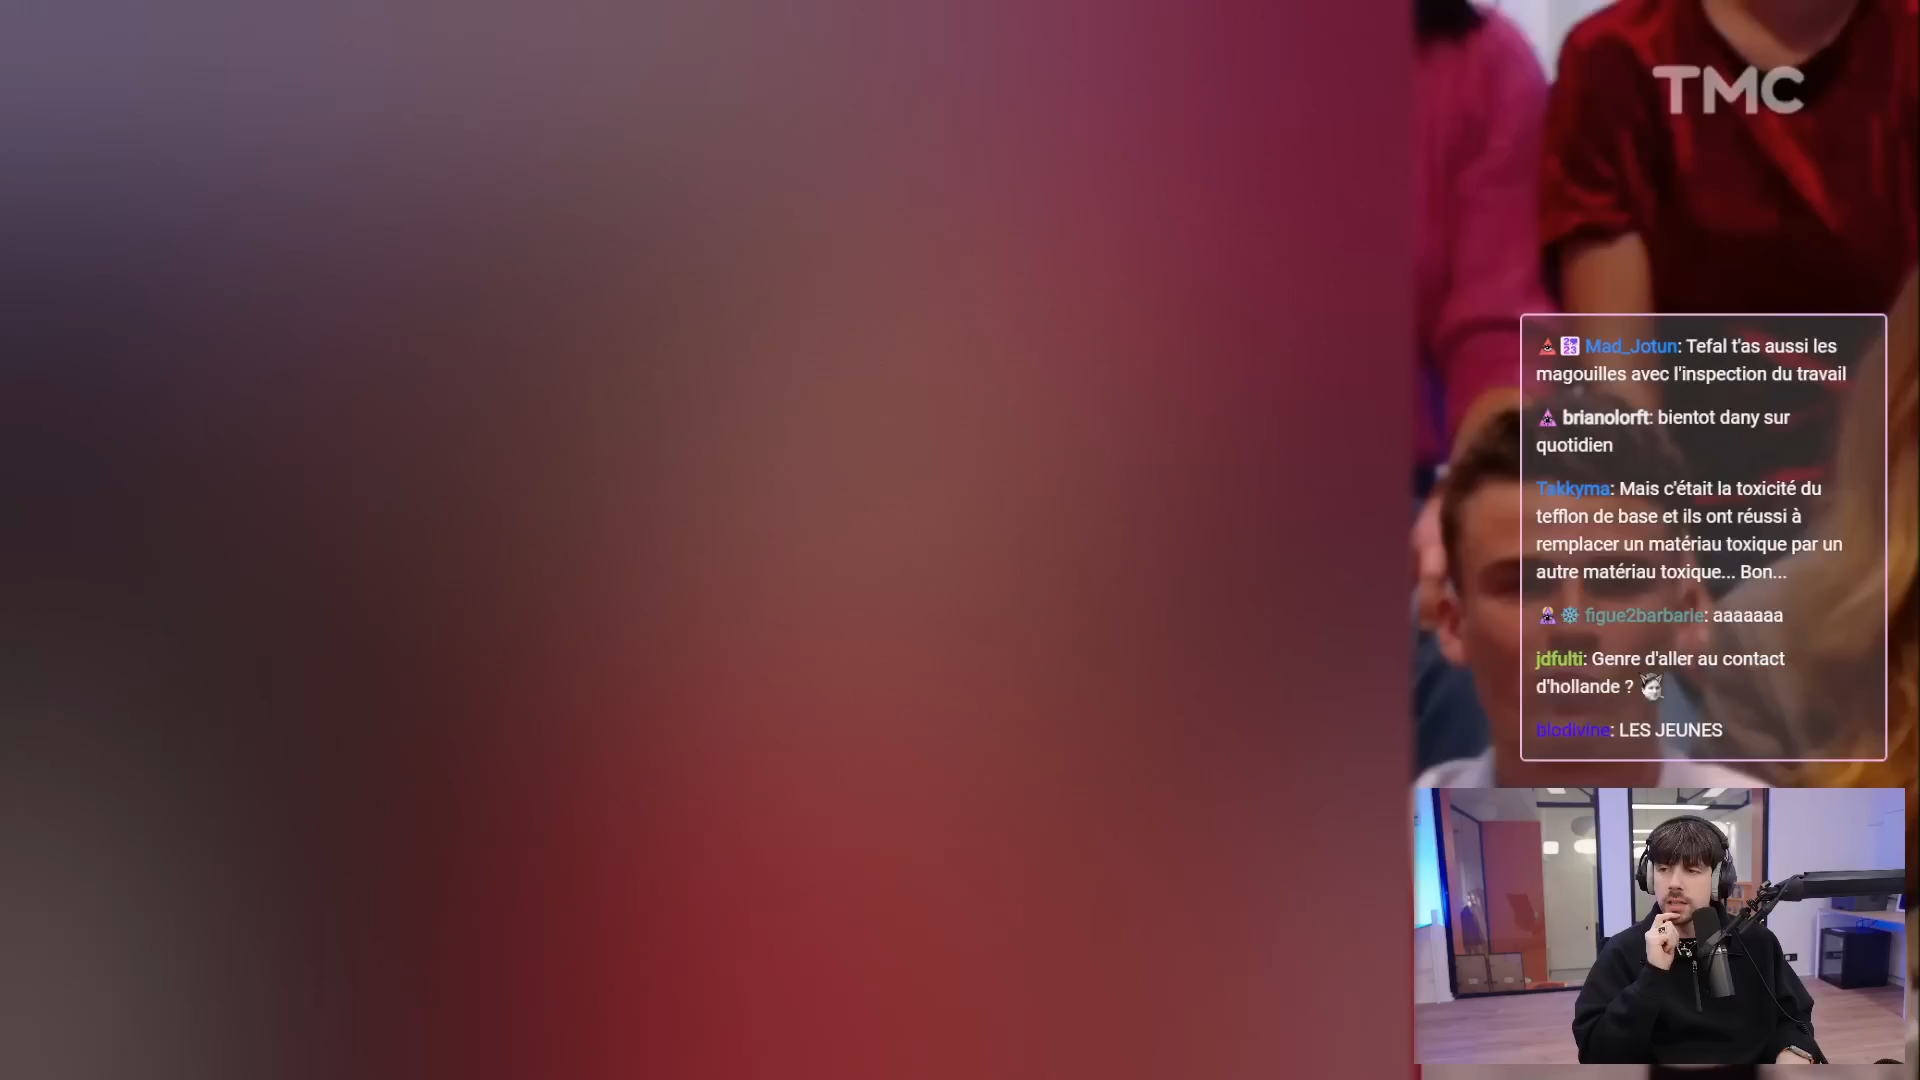 TMC
Mad_Jotun: Tefal t'as aussi les
magouilles avec l'inspection du travail
brianolorft: bientot dany sur
quotidien
Takkyma: Mais c'était la toxicité du
tefflon de base et ils ont réussi à
remplacer un matériau toxique par un
autre matériau toxique... Bon...
figue2barbarie: aaaaaaa
jdfulti: Genre d'aller au contact
d'hollande ?
blodivine: LES JEUNES